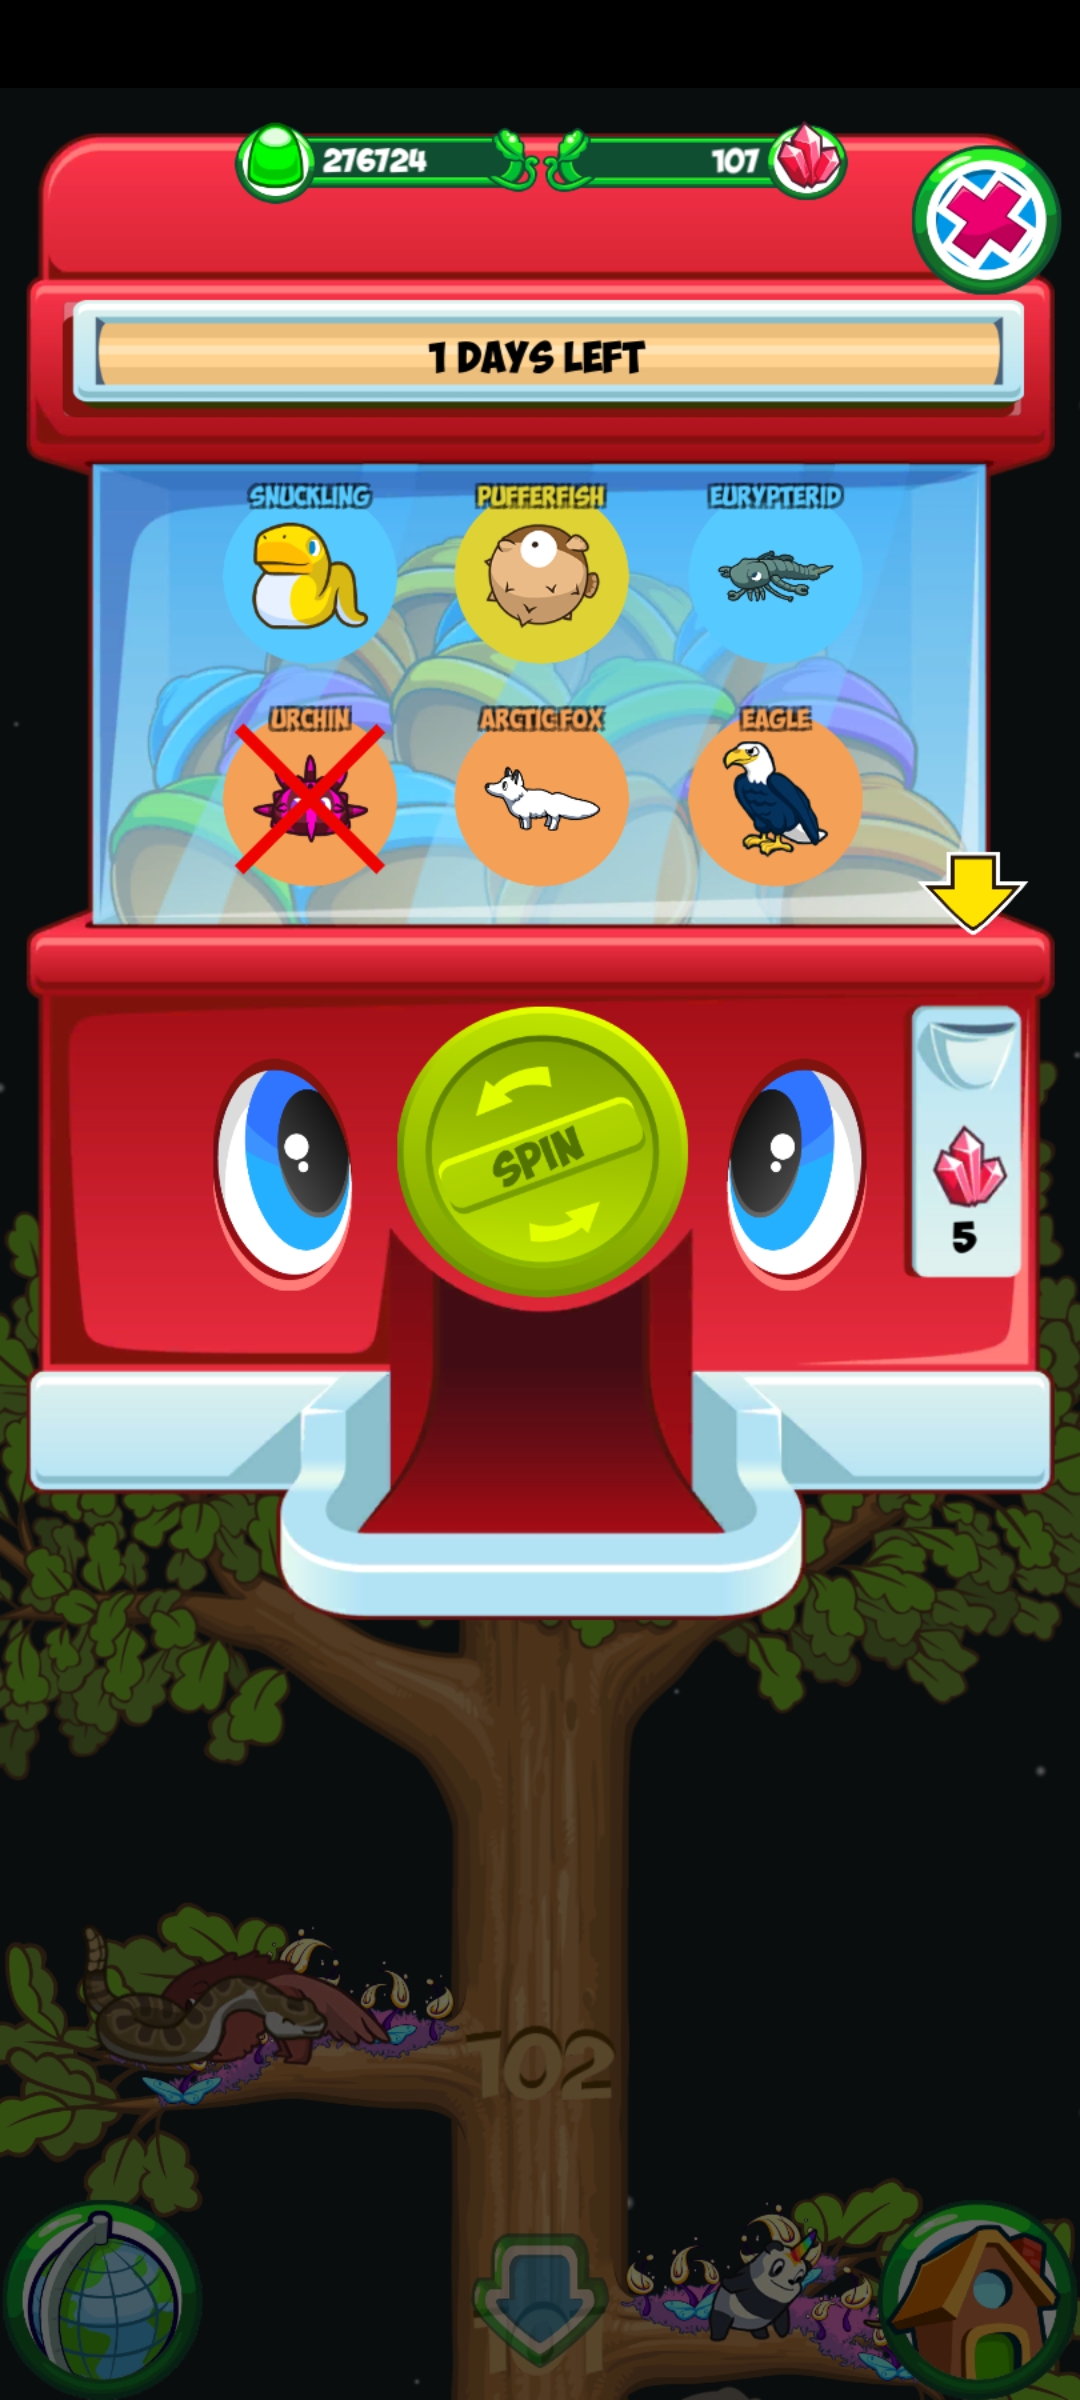 276724 107
1 DAYS LEFT
SNUCKLING PUFFERFISH EURYPTERID
URCHIN ARCTIC FOX EAGLE
SPIN
5
102